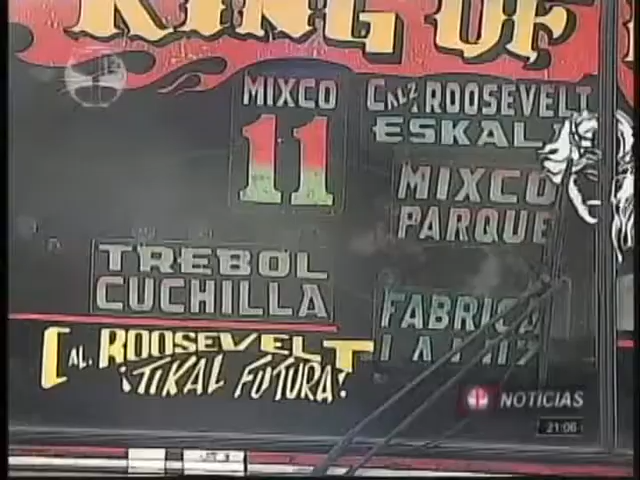 KING OF
MIXCO
11
CALZ ROOSEVELT
ESKALA
MIXCO
PARQUE
TREBOL
CUCHILLA
FABRICA
CAL. ROOSEVELT
¡TIKAL FUTURA!
NOTICIAS
21:06